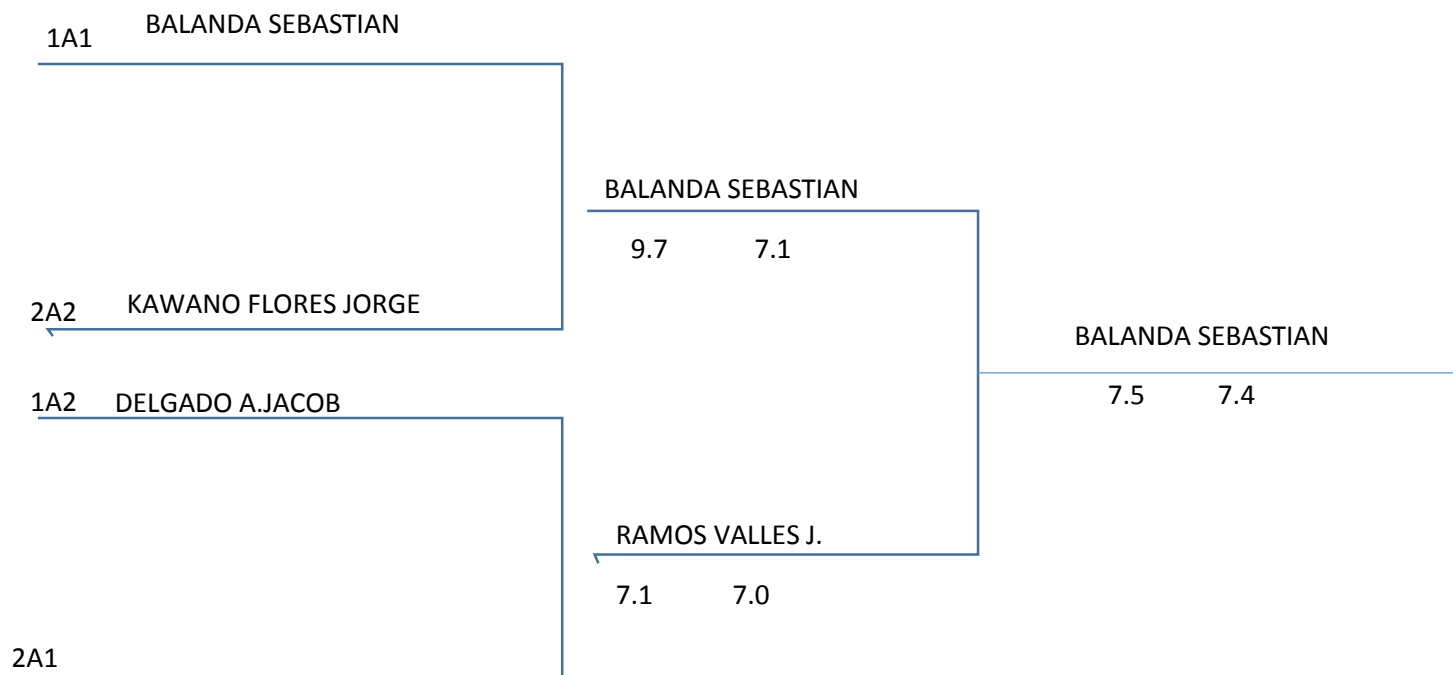 1A1 BALANDA SEBASTIAN
BALANDA SEBASTIAN
9.7 7.1
2A2 KAWANO FLORES JORGE
BALANDA SEBASTIAN
7.5 7.4
1A2 DELGADO A.JACOB
RAMOS VALLES J.
7.1 7.0
2A1